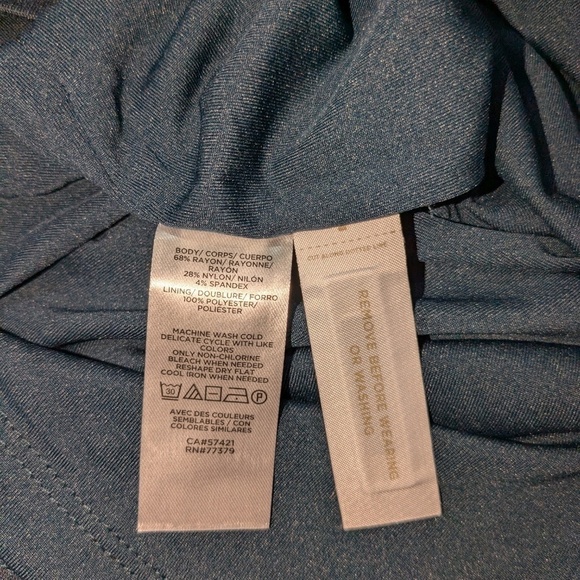 BODY/ CORPS/ CUERPO
68% RAYON/ RAYONNE/
RAYÓN
28% NYLON/ NILÓN
4% SPANDEX
LINING/ DOUBLURE/ FORRO
100% POLYESTER/
POLIÉSTER
MACHINE WASH COLD
DELICATE CYCLE WITH LIKE
COLORS
ONLY NON-CHLORINE
BLEACH WHEN NEEDED
RESHAPE DRY FLAT
COOL IRON WHEN NEEDED
30 P
AVEC DES COULEURS
SEMBLABLES / CON
COLORES SIMILARES
CA#57421
RN#77379
CUT ALONG DOTTED LINE
REMOVE BEFORE WEARING
OR WASHING